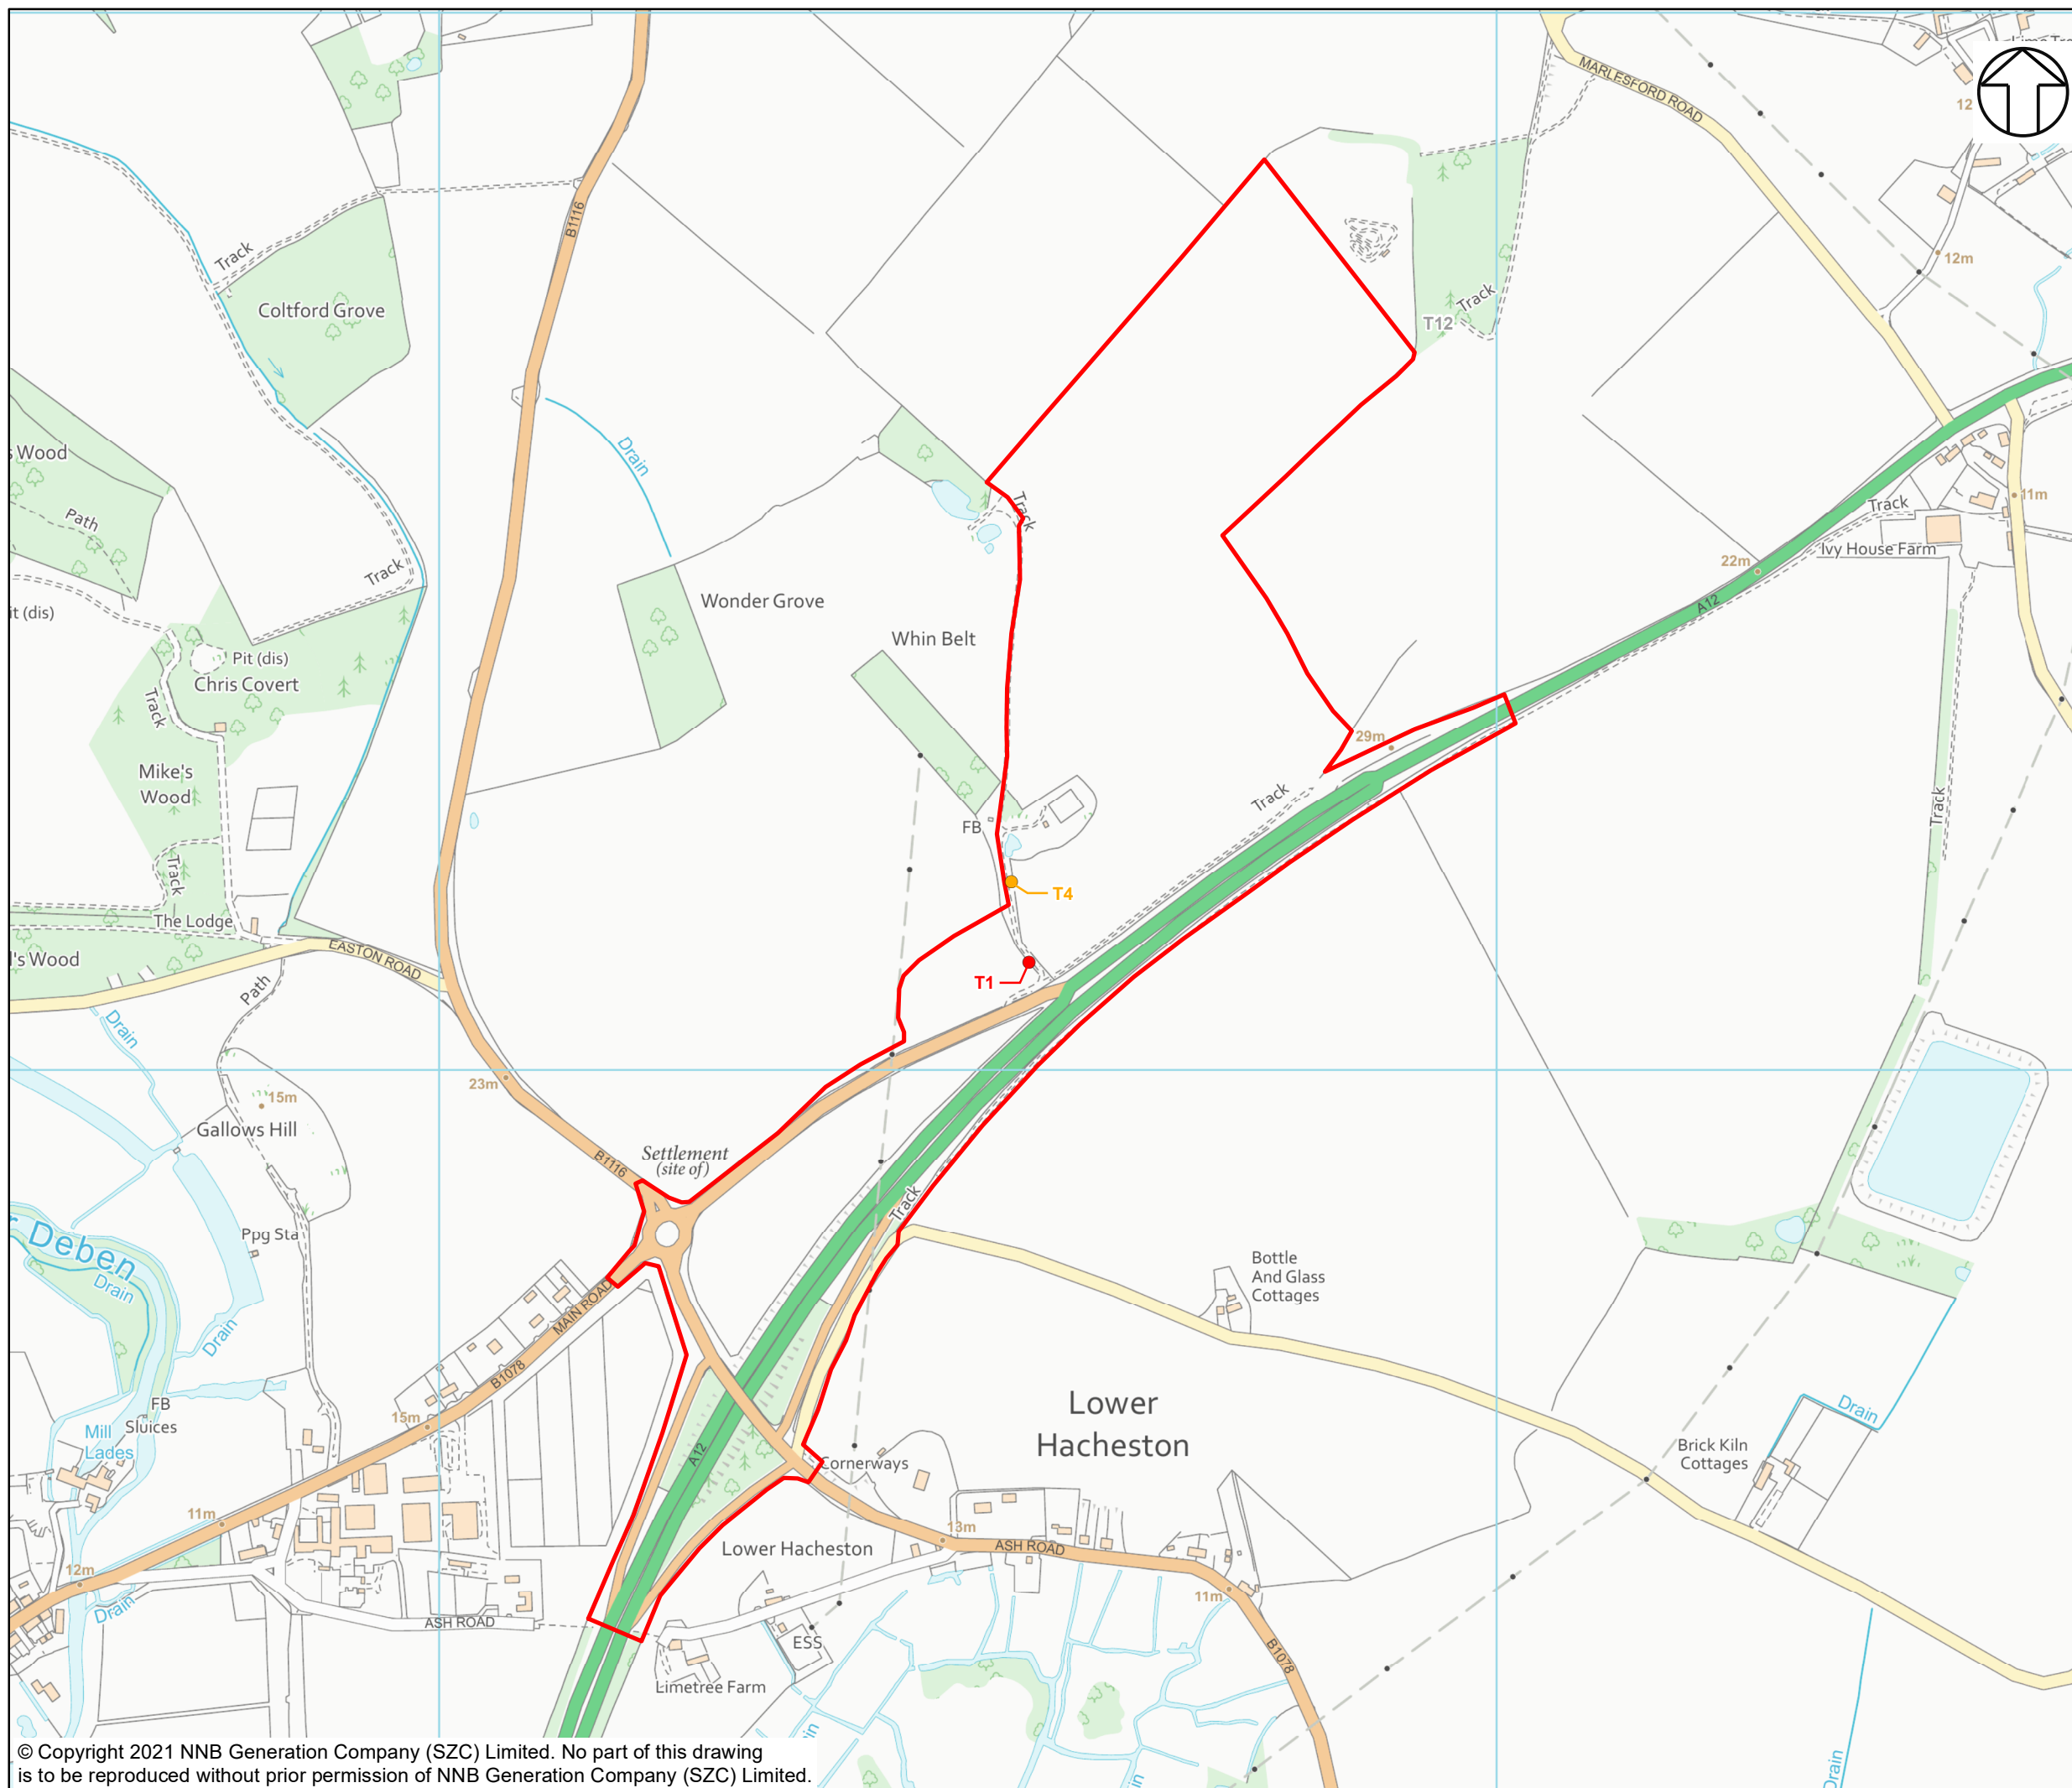 MARLESFORD ROAD
12
B1116
Track
Coltford Grove
12m
Track
T12
s Wood
Path
Drain
Track
Track
11m
Ivy House Farm
22m
A12
Track
it (dis)
Wonder Grove
Whin Belt
Pit (dis)
Chris Covert
Track
29m
Mike's
Wood
Track
Track
FB
Track
The Lodge
T4
l's Wood
EASTON ROAD
T1
Path
Drain
23m
15m
Gallows Hill
Settlement
(site of)
B1116
Track
Ppg Sta
r Deben
Drain
Drain
MAIN ROAD
B1078
Bottle
And Glass
Cottages
FB
Sluices
15m
Mill
Lades
A12
Lower
Hacheston
Drain
Brick Kiln
Cottages
Cornerways
11m
13m
Lower Hacheston
ASH ROAD
12m
Drain
ASH ROAD
11m
ESS
B1078
Limetree Farm
in
in
Drain
© Copyright 2021 NNB Generation Company (SZC) Limited. No part of this drawing
is to be reproduced without prior permission of NNB Generation Company (SZC) Limited.